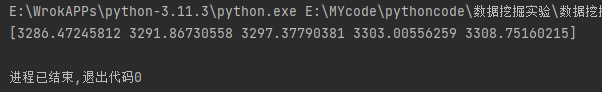 E:\WrokAPPs\python-3.11.3\python.exe E:\MYcode\pythoncode\数据挖掘实验\数据挖
[3286.47245812 3291.86730558 3297.37790381 3303.00556259 3308.75160215]
进程已结束,退出代码0